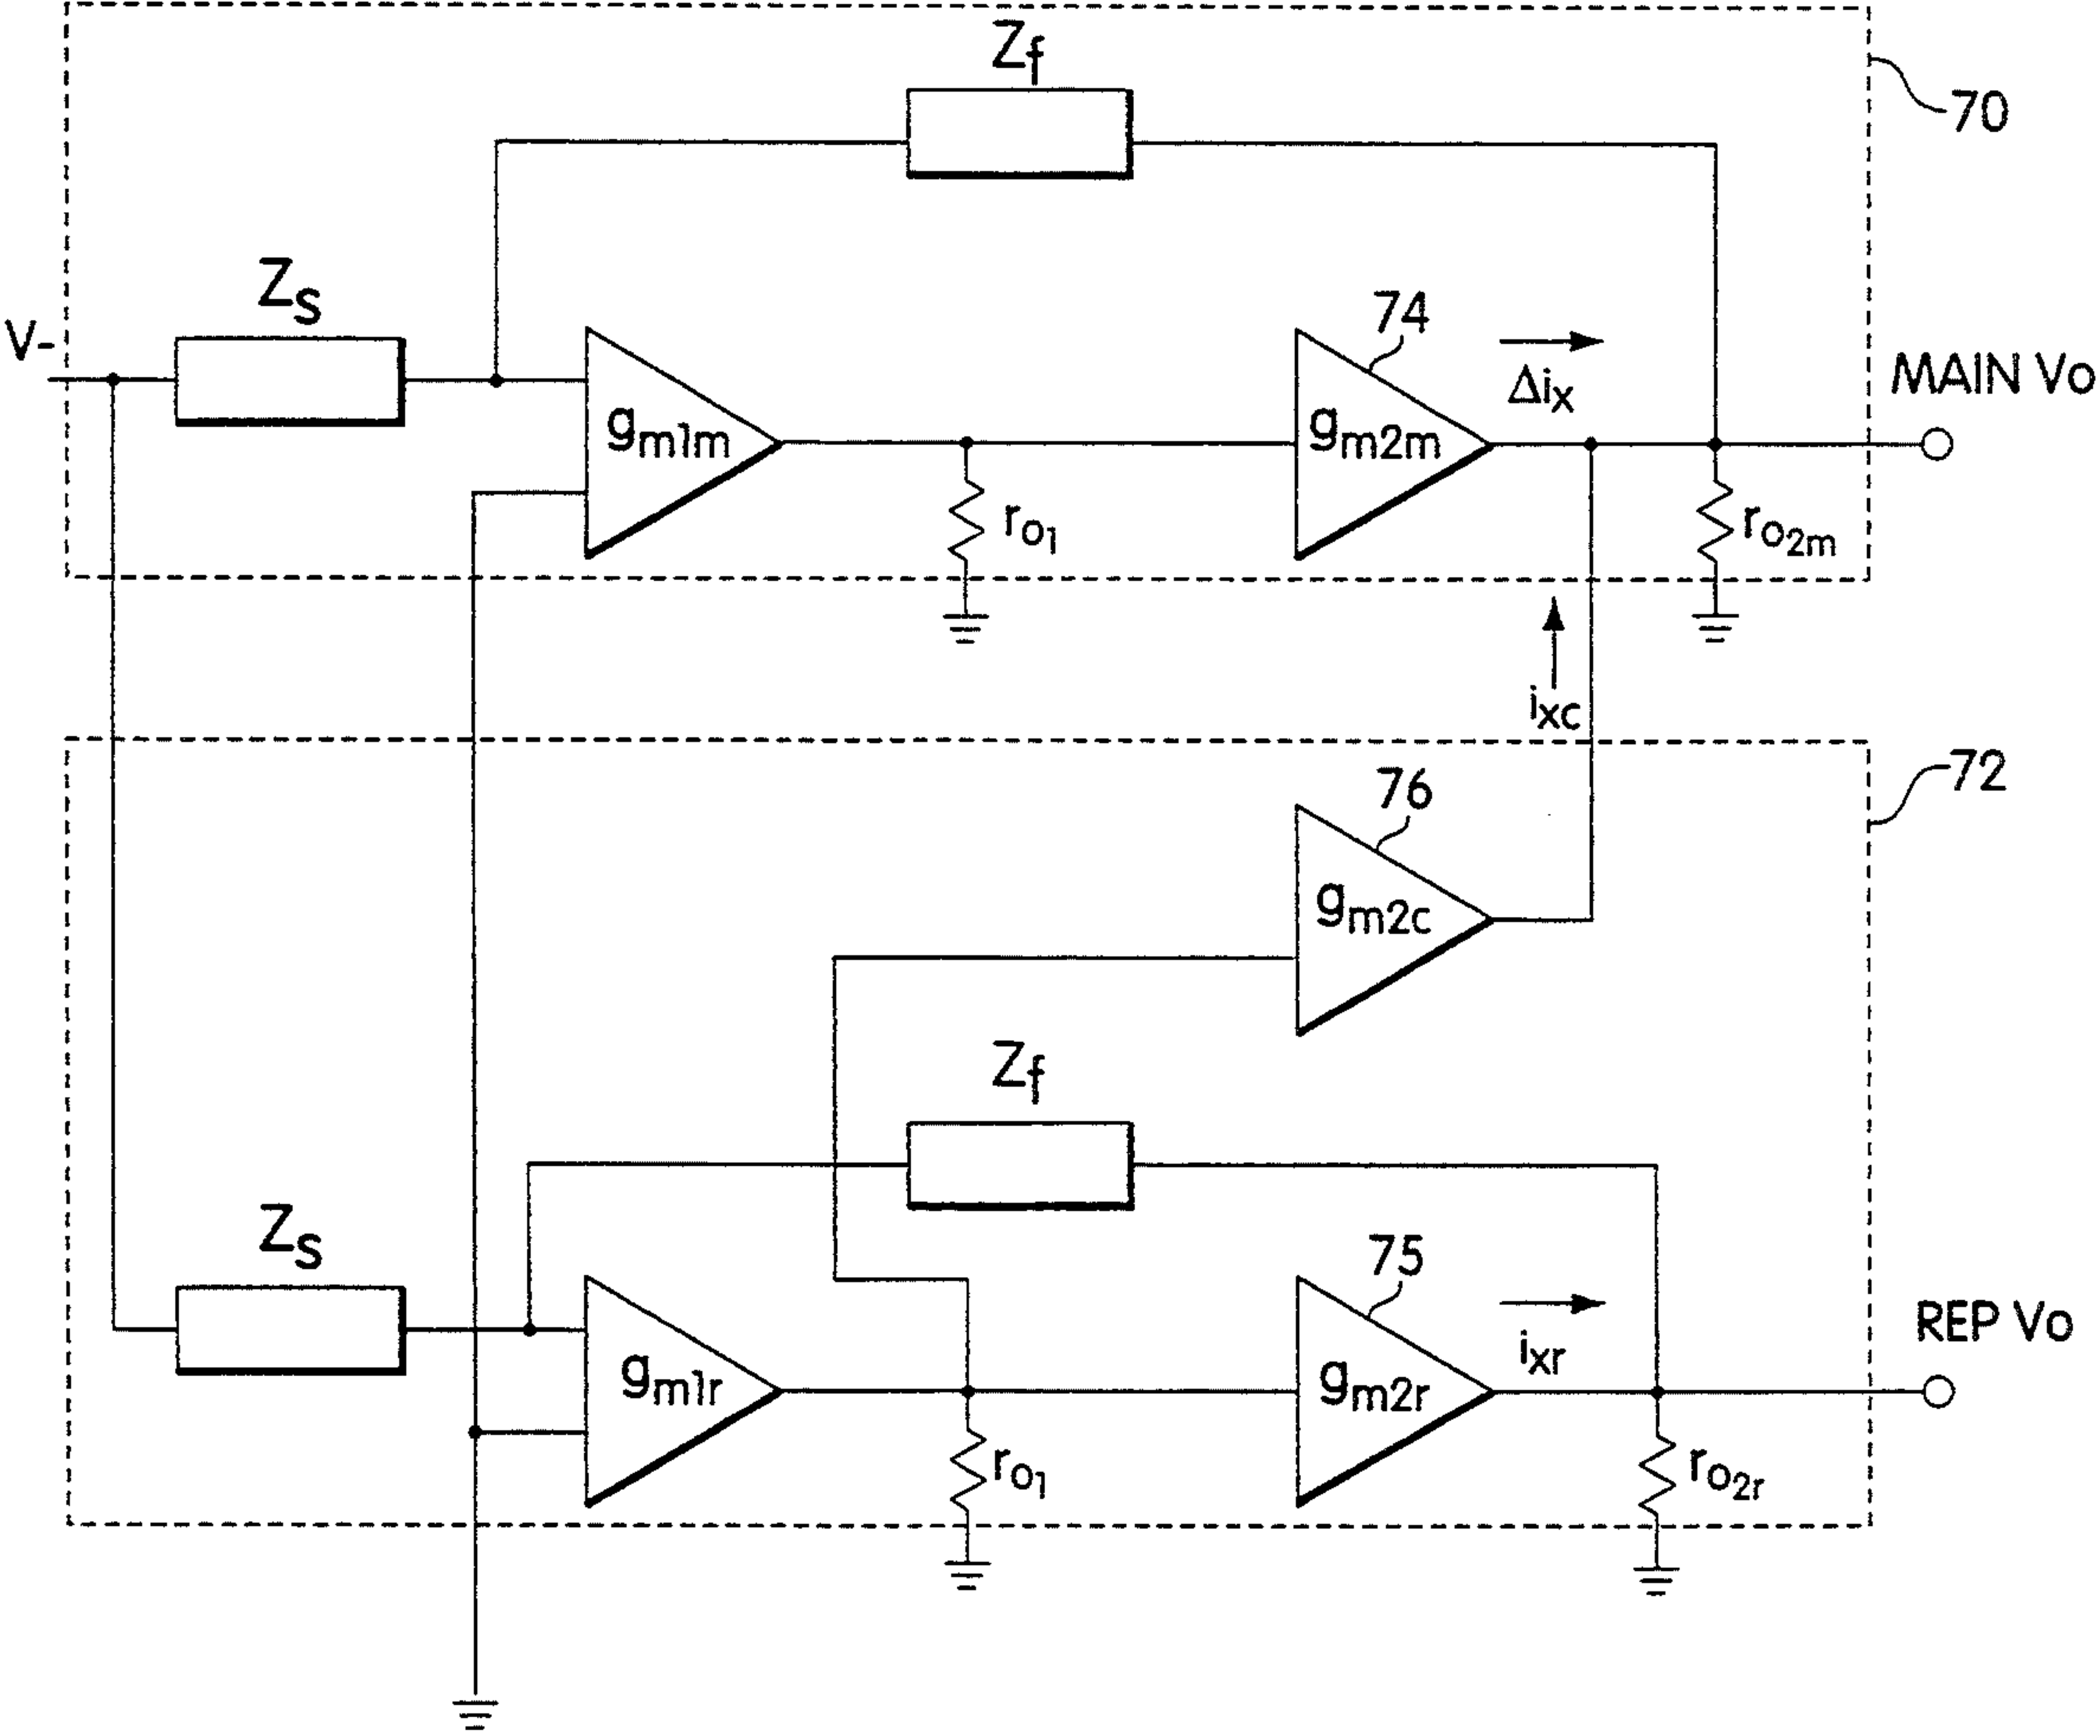 Zf
70
Zs
V-
74
Δix
MAIN Vo
gm1m
gm2m
ro1
ro2m
ixc
72
76
gm2c
Zf
Zs
75
ixr
REP Vo
gm1r
gm2r
ro1
ro2r